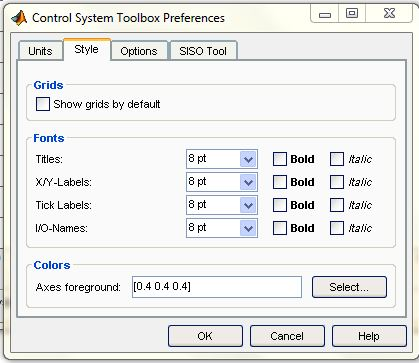 Control System Toolbox Preferences
Units Style Options SISO Tool
Grids
Show grids by default
Fonts
Titles: 8 pt Bold Italic
X/Y-Labels: 8 pt Bold Italic
Tick Labels: 8 pt Bold Italic
I/O-Names: 8 pt Bold Italic
Colors
Axes foreground: [0.4 0.4 0.4] Select...
OK Cancel Help